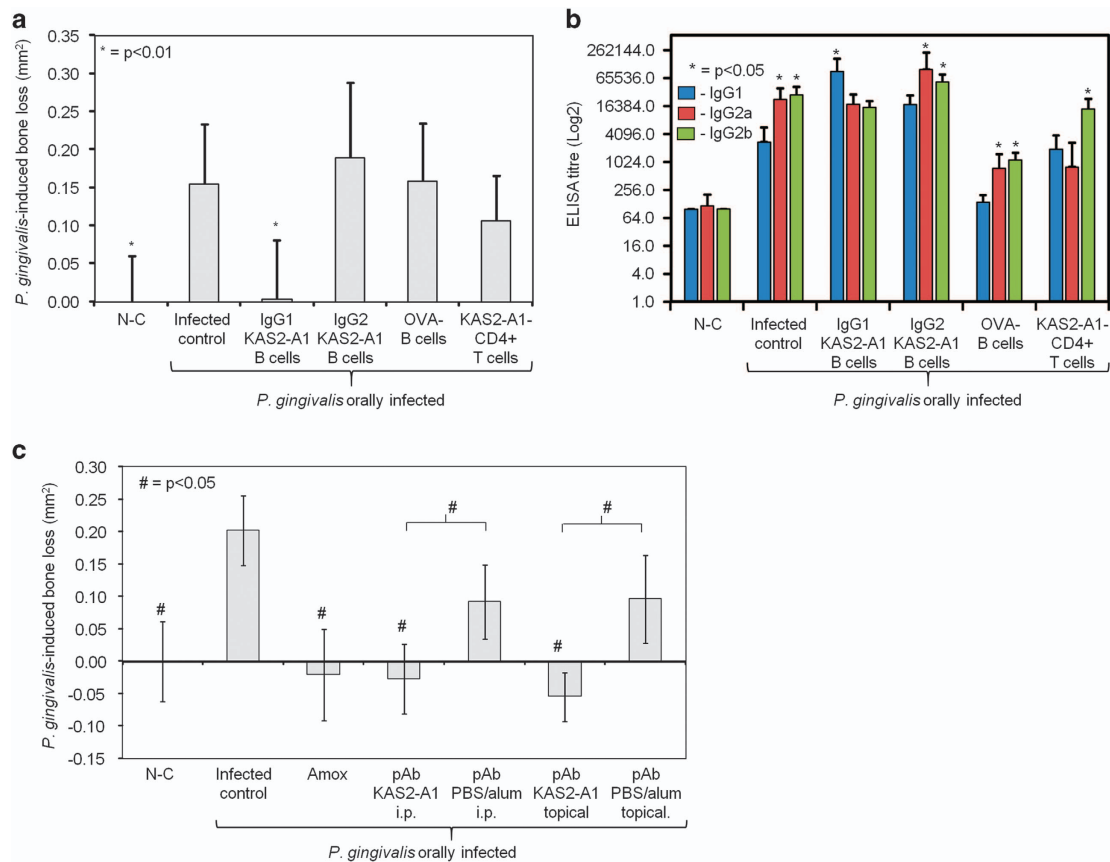 a
P. gingivalis-induced bone loss (mm²)
0.35
0.30
0.25
0.20
0.15
0.10
0.05
0.00
* = p<0.01
*
*
N-C
Infected
control
IgG1
KAS2-A1
B cells
IgG2
KAS2-A1
B cells
OVA-
B cells
KAS2-A1-
CD4+
T cells
P. gingivalis orally infected
b
ELISA titre (Log2)
262144.0
65536.0
16384.0
4096.0
1024.0
256.0
64.0
16.0
4.0
1.0
* = p<0.05
- IgG1
- IgG2a
- IgG2b
* *
*
*
*
* *
*
N-C
Infected
control
IgG1
KAS2-A1
B cells
IgG2
KAS2-A1
B cells
OVA-
B cells
KAS2-A1-
CD4+
T cells
P. gingivalis orally infected
c
P. gingivalis-induced bone loss (mm²)
0.30
0.25
0.20
0.15
0.10
0.05
0.00
-0.05
-0.10
-0.15
# = p<0.05
#
#
#
#
#
#
N-C
Infected
control
Amox
pAb
KAS2-A1
i.p.
pAb
PBS/alum
i.p.
pAb
KAS2-A1
topical
pAb
PBS/alum
topical.
P. gingivalis orally infected